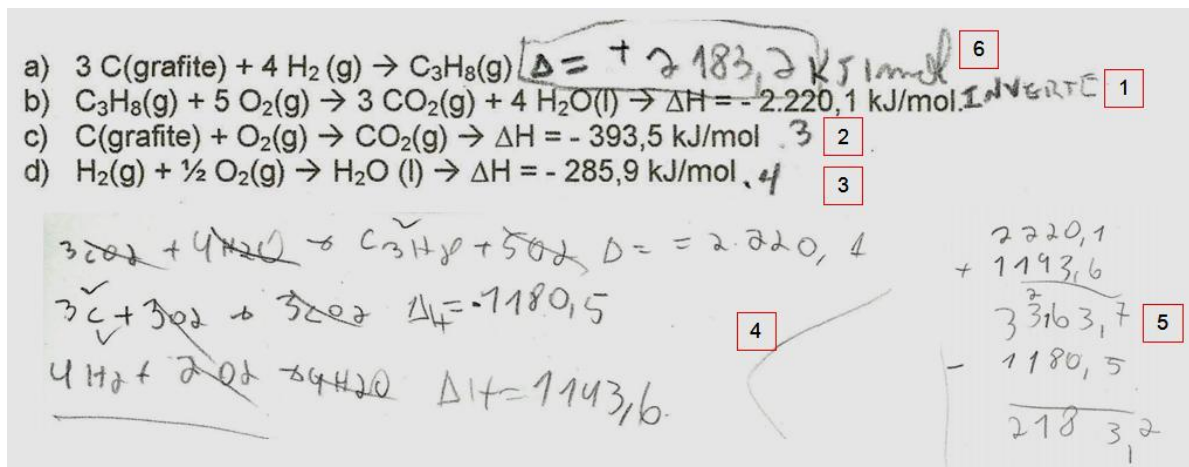 a) 3 C(grafite) + 4 H₂ (g) → C₃H₈(g) Δ= + 2183,2 KJ/mol 6
b) C₃H₈(g) + 5 O₂(g) → 3 CO₂(g) + 4 H₂O(l) → ΔH = - 2.220,1 kJ/mol. INVERTE 1
c) C(grafite) + O₂(g) → CO₂(g) → ΔH = - 393,5 kJ/mol .3 2
d) H₂(g) + ½ O₂(g) → H₂O (l) → ΔH = - 285,9 kJ/mol .4 3
3CO2 + 4H2O → C3H8 + 5O2 Δ= = 2.220,1
3C + 3O2 → 3CO2 ΔH=-1180,5
4H2 + 2O2 → 4H2O ΔH=1143,6.
4
2220,1
+ 1143,6
3363,7 5
- 1180,5
2183,2